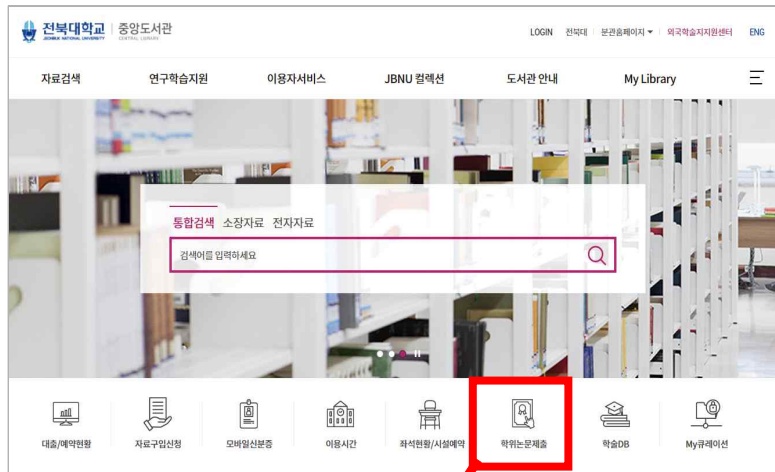 전북대학교 중앙도서관
JEONBUK NATIONAL UNIVERSITY CENTRAL LIBRARY
LOGIN 전북대 분관홈페이지 외국학술지지원센터 ENG
자료검색 연구학습지원 이용자서비스 JBNU 컬렉션 도서관 안내 My Library
통합검색 소장자료 전자자료
검색어를 입력하세요
대출/예약현황 자료구입신청 모바일신분증 이용시간 좌석현황/시설예약 학위논문제출 학술DB My큐레이션